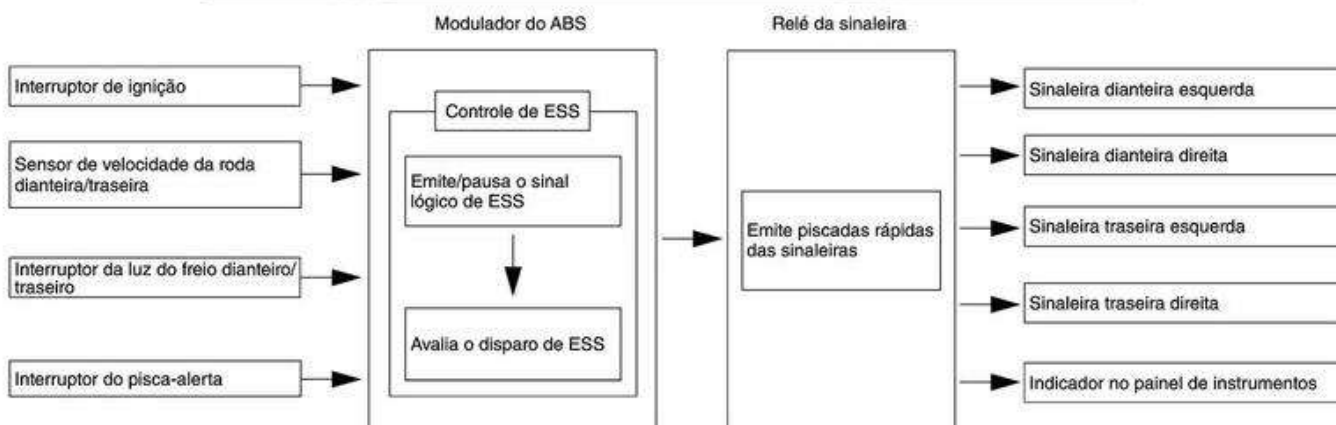 Modulador do ABS
Relé da sinaleira
Interruptor de ignição
Sensor de velocidade da roda
dianteira/traseira
Interruptor da luz do freio dianteiro/
traseiro
Interruptor do pisca-alerta
Controle de ESS
Emite/pausa o sinal
lógico de ESS
Avalia o disparo de ESS
Emite piscadas rápidas
das sinaleiras
Sinaleira dianteira esquerda
Sinaleira dianteira direita
Sinaleira traseira esquerda
Sinaleira traseira direita
Indicador no painel de instrumentos